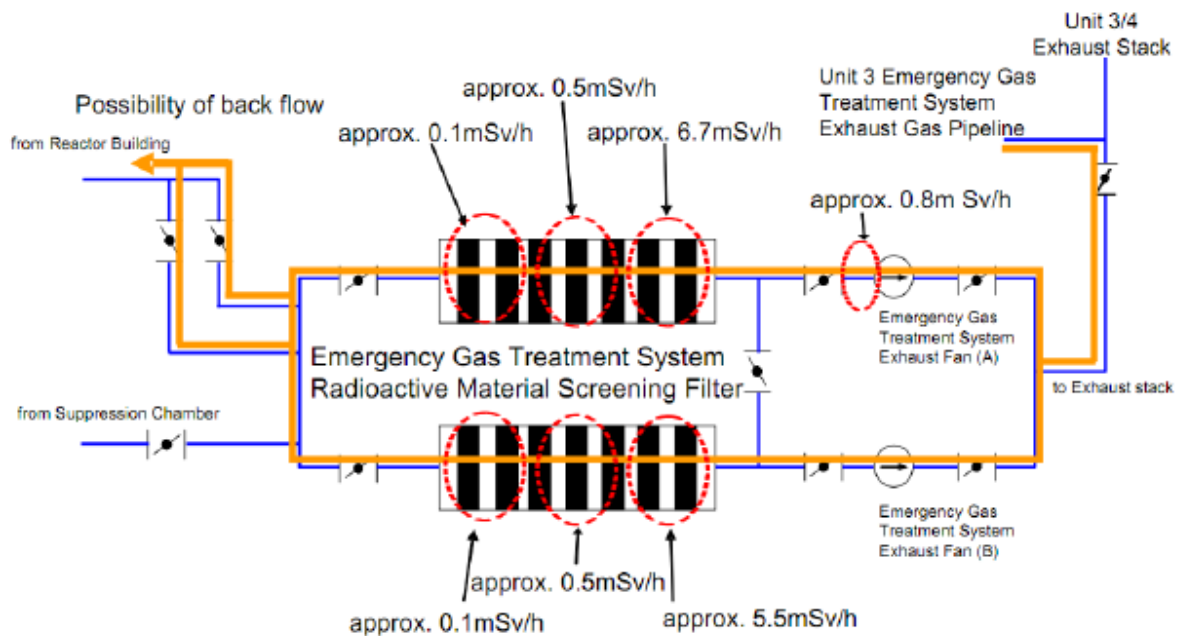 Unit 3/4
Exhaust Stack
Unit 3 Emergency Gas
Treatment System
Exhaust Gas Pipeline
approx. 0.5mSv/h
Possibility of back flow
approx. 0.1mSv/h
approx. 6.7mSv/h
from Reactor Building
approx. 0.8m Sv/h
Emergency Gas
Treatment System
Exhaust Fan (A)
Emergency Gas Treatment System
Radioactive Material Screening Filter
to Exhaust stack
from Suppression Chamber
Emergency Gas
Treatment System
Exhaust Fan (B)
approx. 0.5mSv/h
approx. 0.1mSv/h
approx. 5.5mSv/h